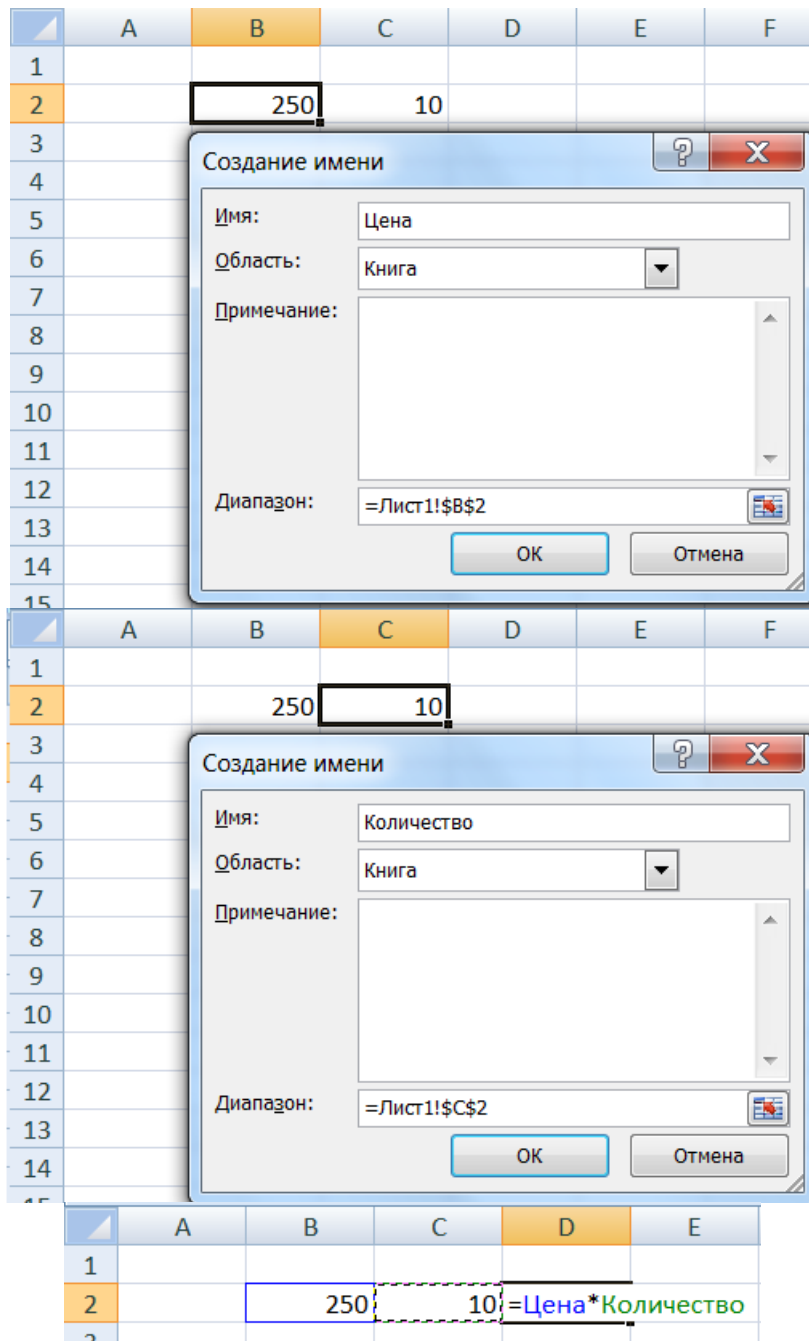 A B C D E F
1
2 250 10
3
Создание имени
4
5 Имя: Цена
6 Область: Книга
7 Примечание:
8
9
10
11
12 Диапазон: =Лист1!$B$2
13
14 ОК Отмена
15
A B C D E F
1
2 250 10
3
Создание имени
4
5 Имя: Количество
6 Область: Книга
7 Примечание:
8
9
10
11
12 Диапазон: =Лист1!$C$2
13
14 ОК Отмена
A B C D E
1
2 250 10 =Цена*Количество